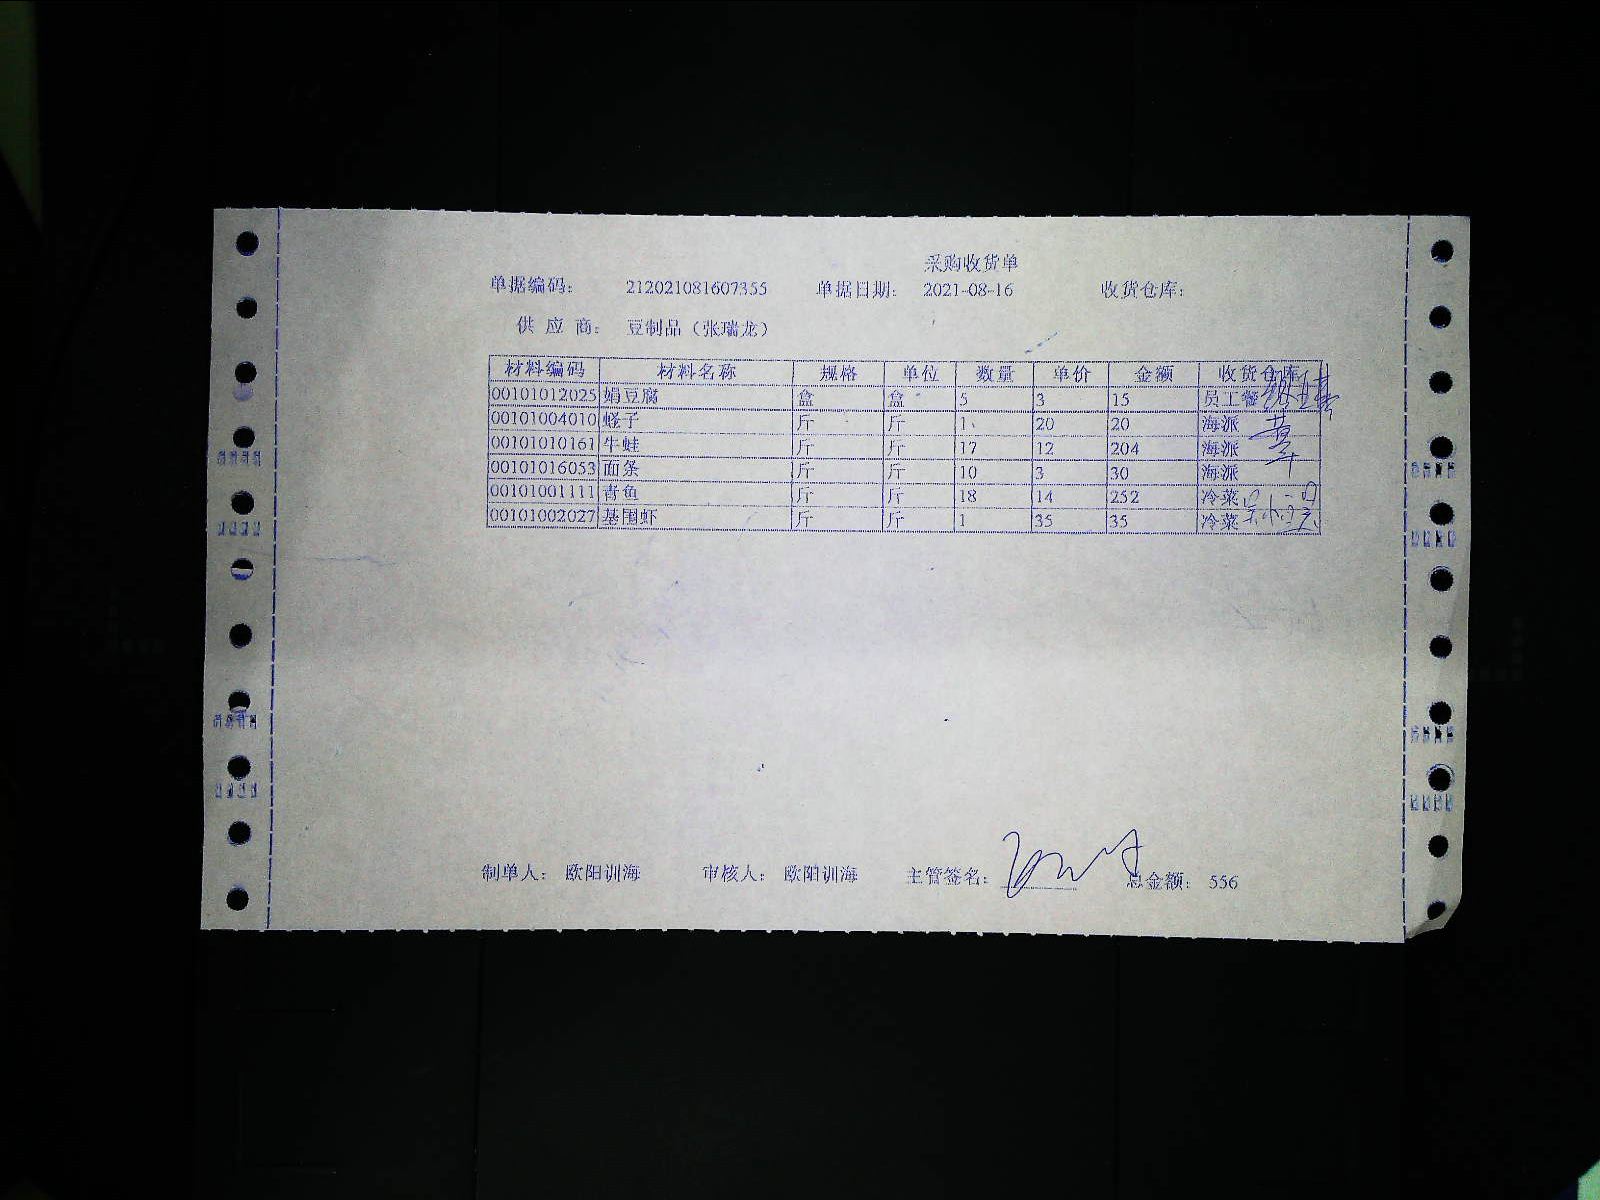 采购收货单
单据编码： 212021081607355 单据日期： 2021-08-16 收货仓库：
供 应 商： 豆制品（张瑞龙）
材料编码 材料名称 规格 单位 数量 单价 金额 收货仓库
00101012025 娟豆腐 盒 盒 5 3 15 员工餐
00101004010 蛏子 斤 斤 1 20 20 海派
00101010161 牛蛙 斤 斤 17 12 204 海派
00101016053 面条 斤 斤 10 3 30 海派
00101001111 青鱼 斤 斤 18 14 252 冷菜
00101002027 基围虾 斤 斤 1 35 35 冷菜
制单人： 欧阳训海 审核人： 欧阳训海 主管签名： 总金额： 556